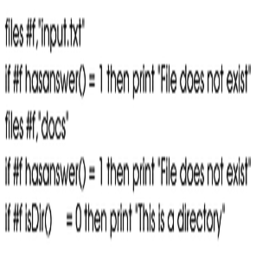 files #f,"input.txt"
if #f hasanswer() = 1 then print "File does not exist"
files #f,"docs"
if #f hasanswer() = 1 then print "File does not exist"
if #f isDir() = 0 then print "This is a directory"